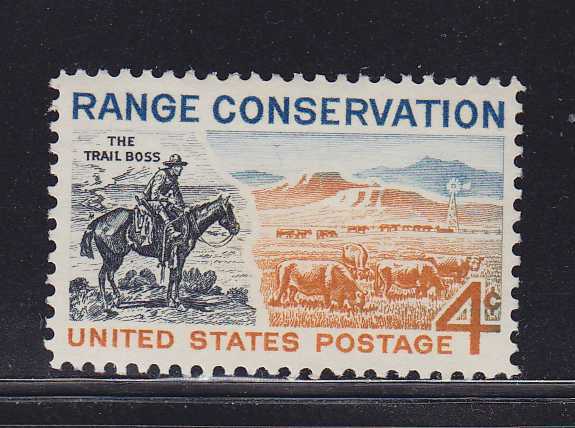 RANGE CONSERVATION
THE
TRAIL BOSS
4¢
UNITED STATES POSTAGE